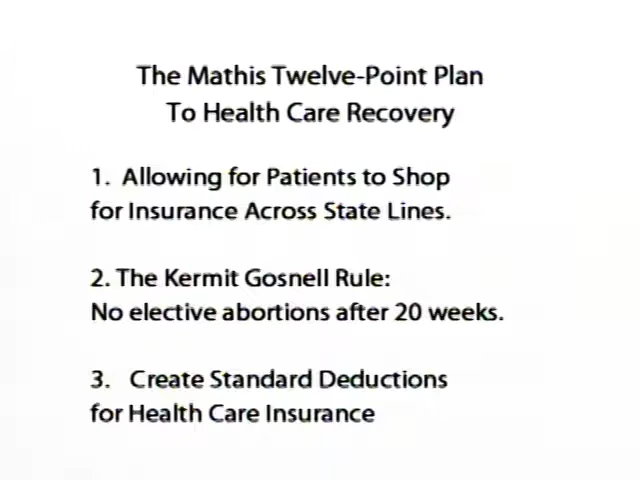 The Mathis Twelve-Point Plan
To Health Care Recovery
1. Allowing for Patients to Shop
for Insurance Across State Lines.
2. The Kermit Gosnell Rule:
No elective abortions after 20 weeks.
3. Create Standard Deductions
for Health Care Insurance